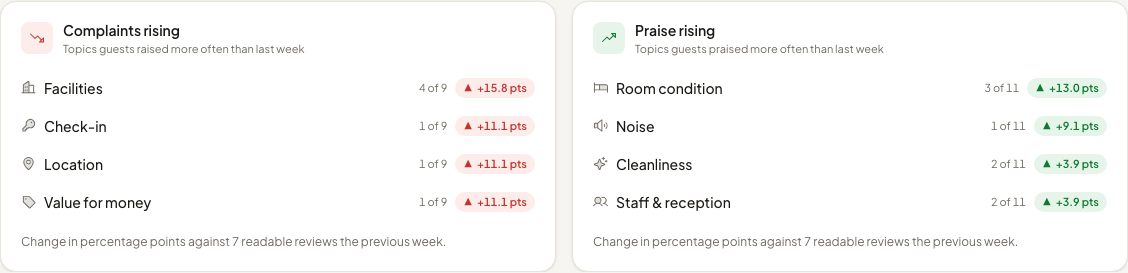 Complaints rising
Topics guests raised more often than last week
Facilities 4 of 9 ▲ +15.8 pts
Check-in 1 of 9 ▲ +11.1 pts
Location 1 of 9 ▲ +11.1 pts
Value for money 1 of 9 ▲ +11.1 pts
Change in percentage points against 7 readable reviews the previous week.
Praise rising
Topics guests praised more often than last week
Room condition 3 of 11 ▲ +13.0 pts
Noise 1 of 11 ▲ +9.1 pts
Cleanliness 2 of 11 ▲ +3.9 pts
Staff & reception 2 of 11 ▲ +3.9 pts
Change in percentage points against 7 readable reviews the previous week.